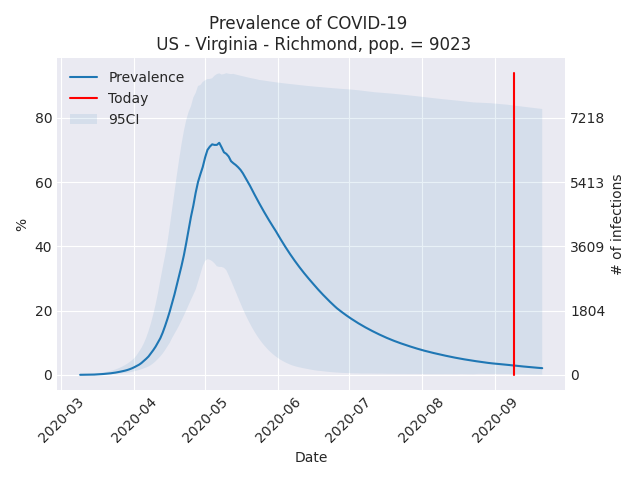 Prevalence of COVID-19
US - Virginia - Richmond, pop. = 9023
Prevalence
Today
95CI
80
60
40
20
0
%
7218
5413
3609
1804
0
# of infections
2020-03
2020-04
2020-05
2020-06
2020-07
2020-08
2020-09
Date